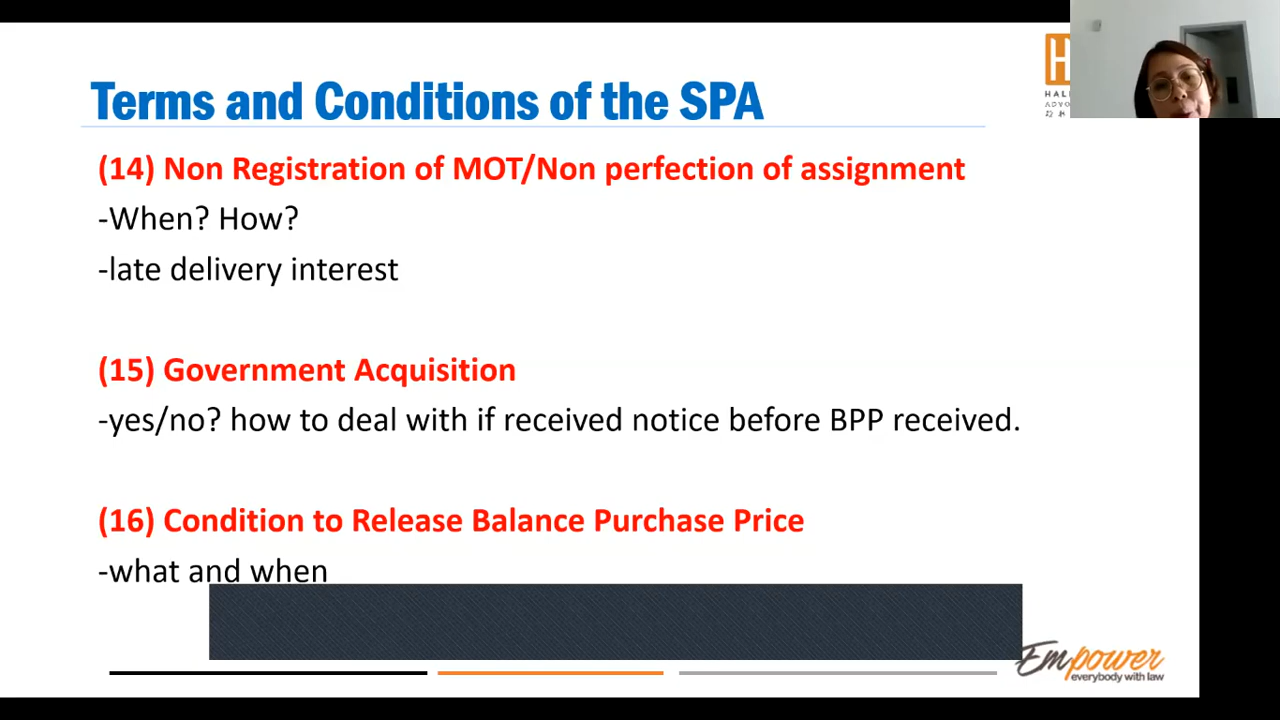 Terms and Conditions of the SPA
(14) Non Registration of MOT/Non perfection of assignment
-When? How?
-late delivery interest
(15) Government Acquisition
-yes/no? how to deal with if received notice before BPP received.
(16) Condition to Release Balance Purchase Price
-what and when
Empower
everybody with law